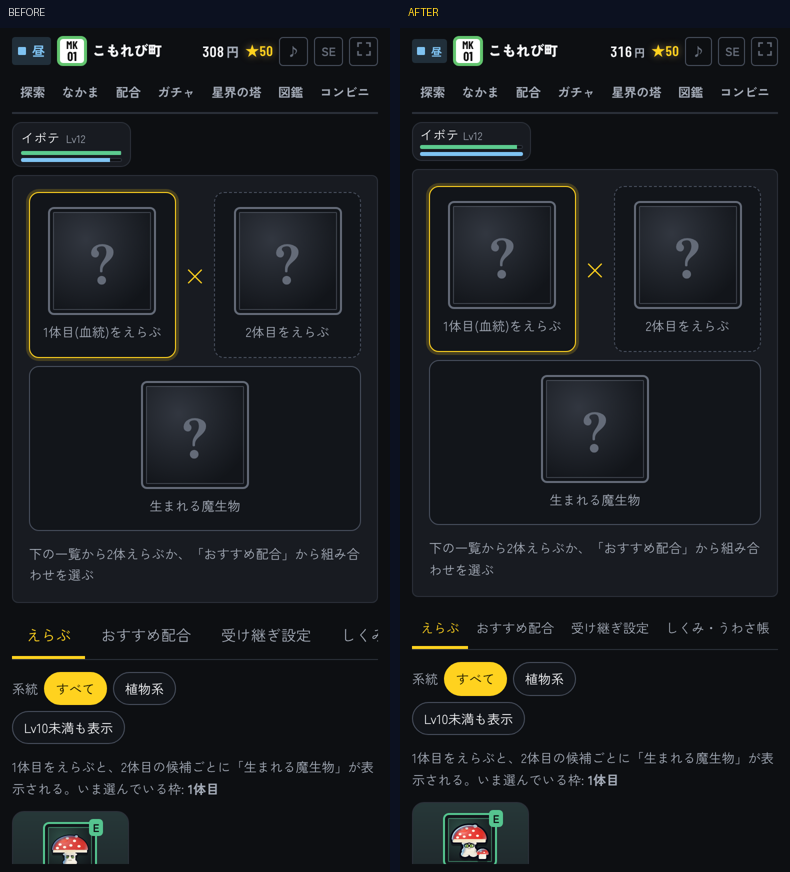 BEFORE
昼 MK 01 こもれび町 308 円 ★50 ♪ SE
探索 なかま 配合 ガチャ 星界の塔 図鑑 コンビニ
イボテ Lv12
?
?
×
1体目(血統)をえらぶ
2体目をえらぶ
?
生まれる魔生物
下の一覧から2体えらぶか、「おすすめ配合」から組み合
わせを選ぶ
えらぶ おすすめ配合 受け継ぎ設定 しくみ
系統 すべて 植物系
Lv10未満も表示
1体目をえらぶと、2体目の候補ごとに「生まれる魔生物」が表
示される。いま選んでいる枠: 1体目
E
AFTER
昼 MK 01 こもれび町 316 円 ★50 ♪ SE
探索 なかま 配合 ガチャ 星界の塔 図鑑 コンビニ
イボテ Lv12
?
?
×
1体目(血統)をえらぶ
2体目をえらぶ
?
生まれる魔生物
下の一覧から2体えらぶか、「おすすめ配合」から組み合
わせを選ぶ
えらぶ おすすめ配合 受け継ぎ設定 しくみ・うわさ帳
系統 すべて 植物系
Lv10未満も表示
1体目をえらぶと、2体目の候補ごとに「生まれる魔生物」が表
示される。いま選んでいる枠: 1体目
E